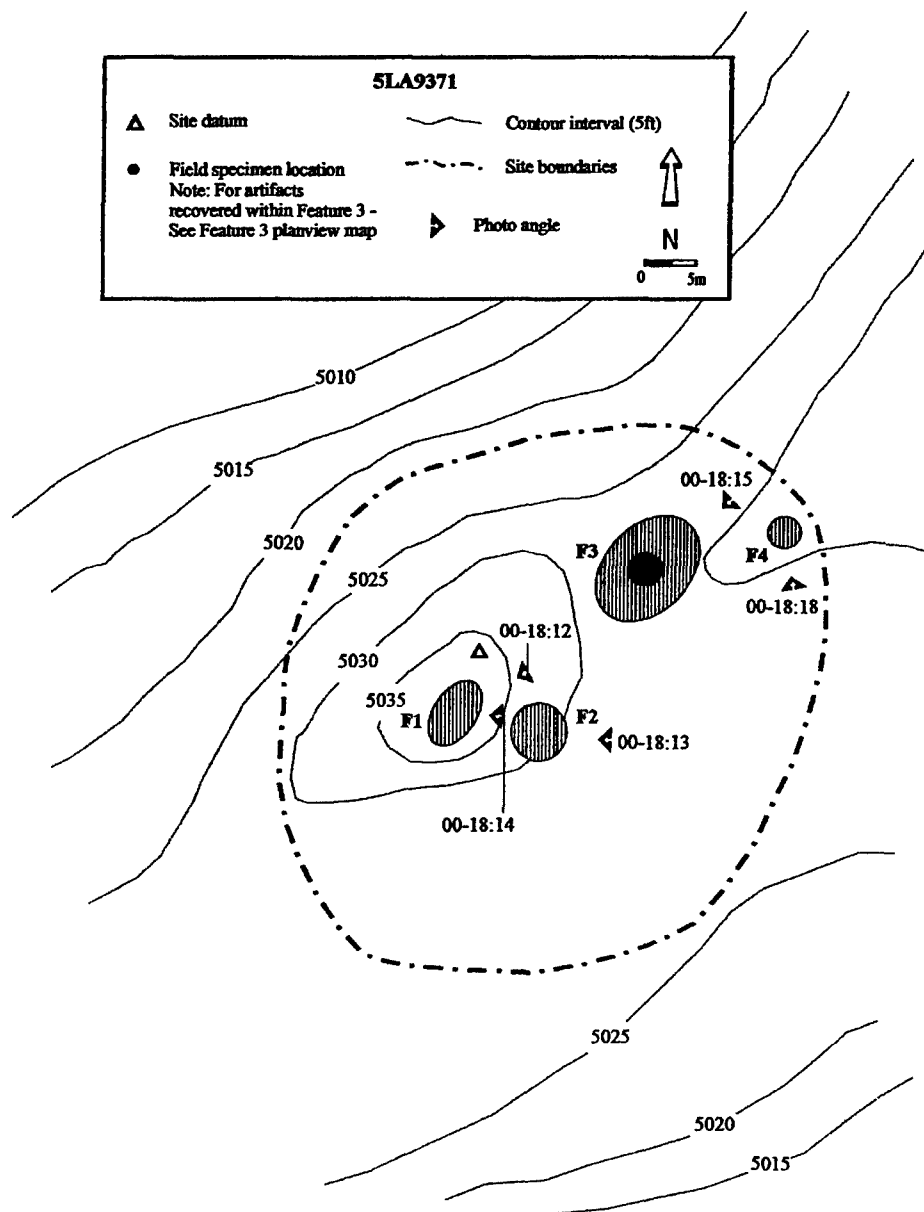 5LA9371
Site datum
Contour interval (5ft)
Field specimen location
Note: For artifacts
recovered within Feature 3 -
See Feature 3 planview map
Site boundaries
Photo angle
N
0 5m
5010
5015
5020
5025
5030
5035
00-18:15
F3
F4
00-18:18
00-18:12
F1
F2
00-18:13
00-18:14
5025
5020
5015